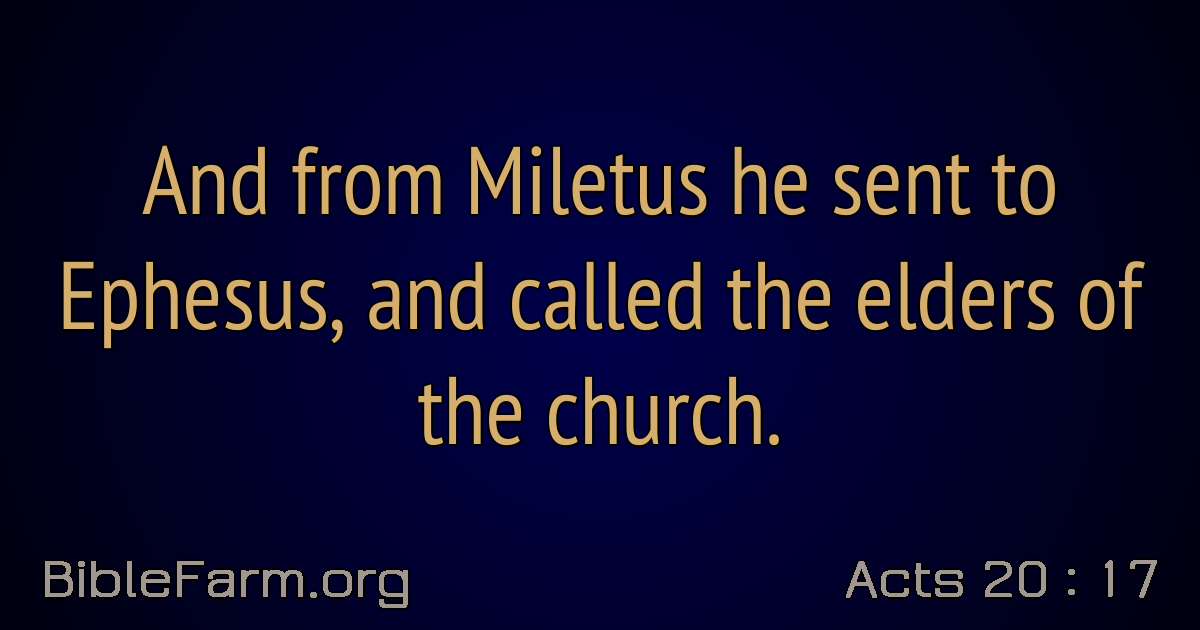 And from Miletus he sent to
Ephesus, and called the elders of
the church.
BibleFarm.org
Acts 20 : 17